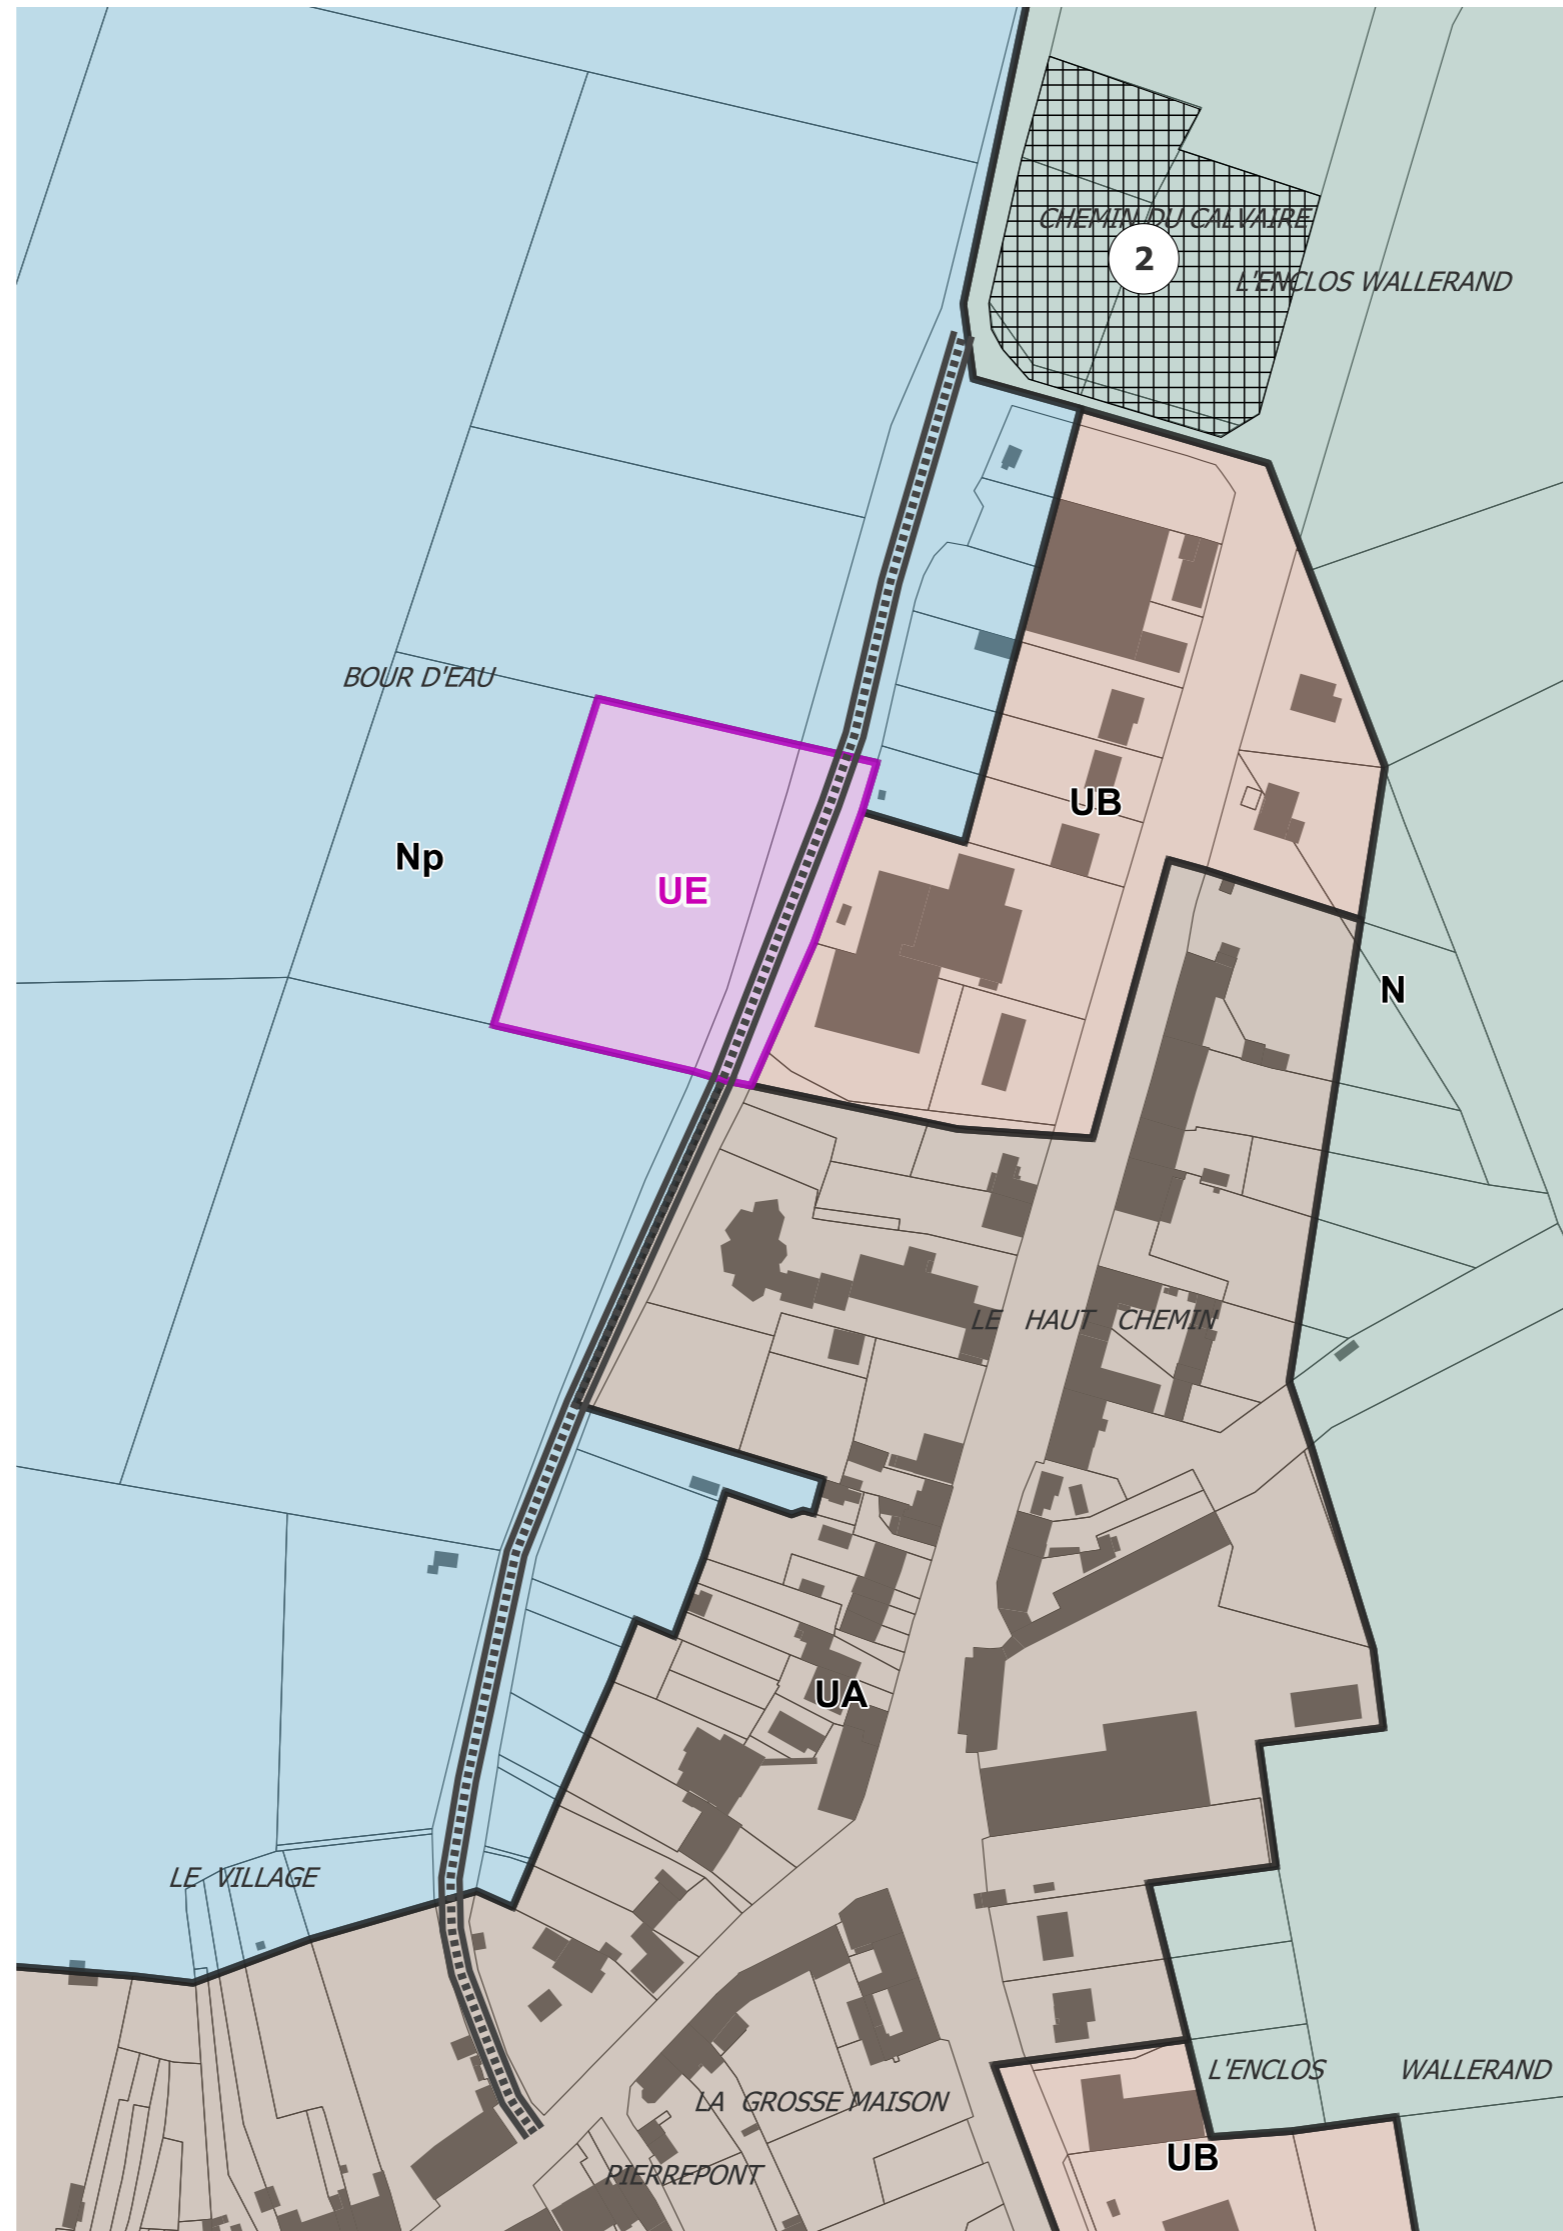 CHEMIN DU CALVAIRE
2
L'ENCLOS WALLERAND
BOUR D'EAU
UB
Np
UE
N
LE HAUT CHEMIN
UA
LE VILLAGE
L'ENCLOS WALLERAND
LA GROSSE MAISON
UB
PIERREPONT